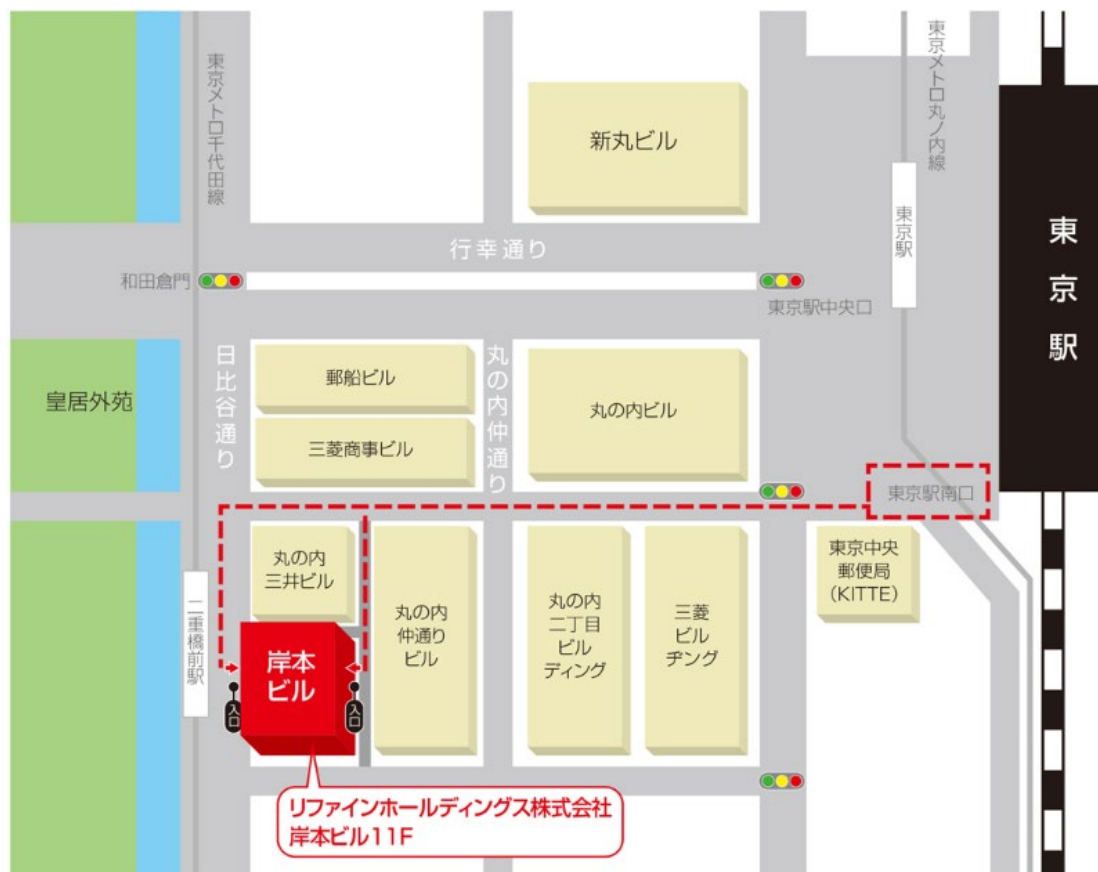 東京メトロ千代田線
東京メトロ丸ノ内線
新丸ビル
東京駅
東京駅
行幸通り
和田倉門
東京駅中央口
日比谷通り
丸の内仲通り
郵船ビル
三菱商事ビル
丸の内ビル
皇居外苑
東京駅南口
丸の内
三井ビル
丸の内
仲通り
ビル
丸の内
二丁目
ビル
ディング
三菱
ビル
ヂング
東京中央
郵便局
(KITTE)
二重橋前駅
岸本
ビル
入口
入口
リファインホールディングス株式会社
岸本ビル11F